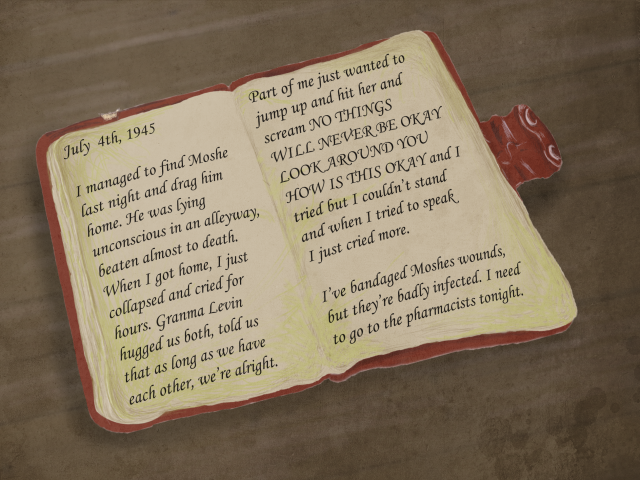 July 4th, 1945
I managed to find Moshe
last night and drag him
home. He was lying
unconscious in an alleyway,
beaten almost to death.
When I got home, I just
collapsed and cried for
hours. Granma Levin
hugged us both, told us
that as long as we have
each other, we're alright.
Part of me just wanted to
jump up and hit her and
scream NO THINGS
WILL NEVER BE OKAY
LOOK AROUND YOU
HOW IS THIS OKAY and I
tried but I couldn't stand
and when I tried to speak
I just cried more.
I've bandaged Moshes wounds,
but they're badly infected. I need
to go to the pharmacists tonight.